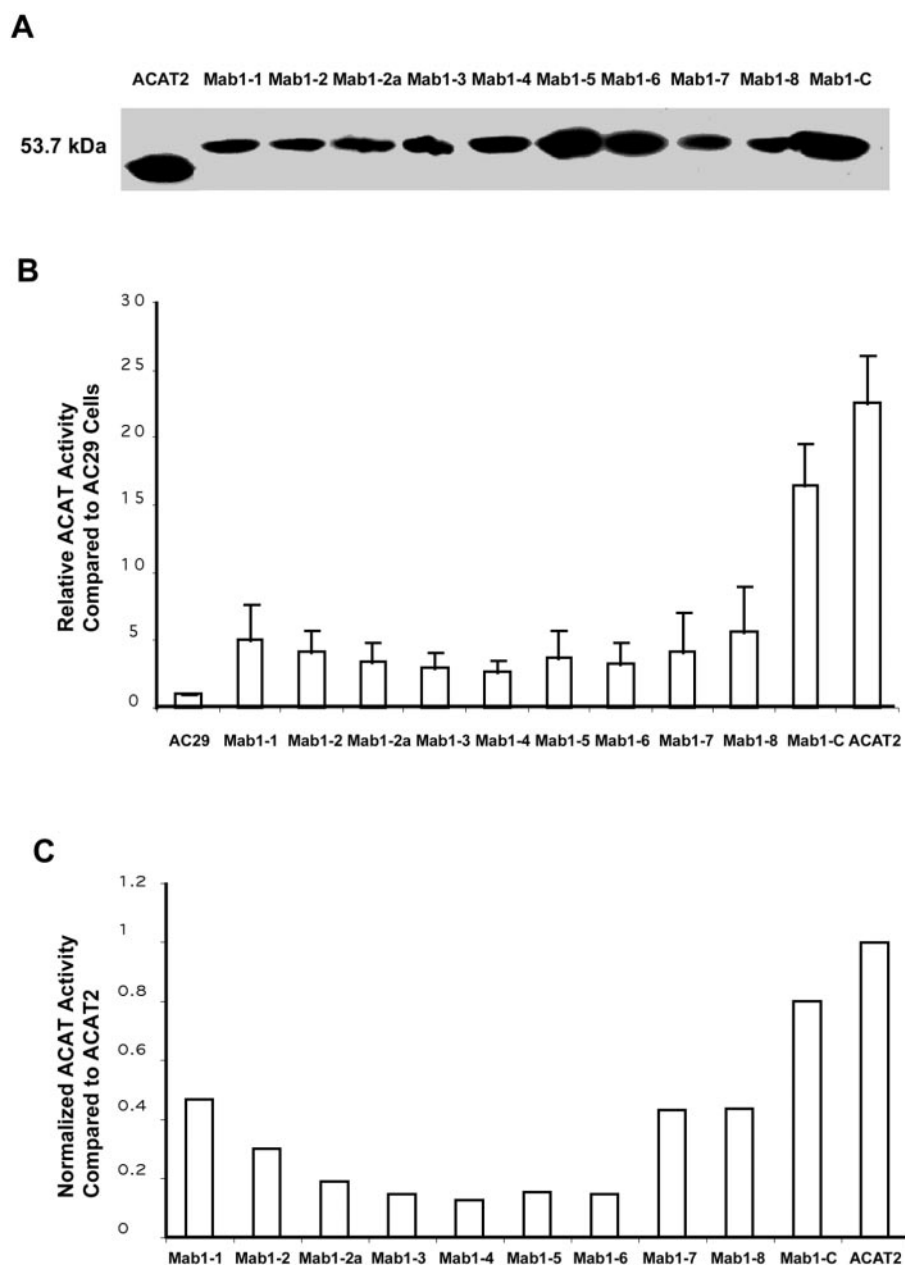 A
ACAT2 Mab1-1 Mab1-2 Mab1-2a Mab1-3 Mab1-4 Mab1-5 Mab1-6 Mab1-7 Mab1-8 Mab1-C
53.7 kDa
B
Relative ACAT Activity
Compared to AC29 Cells
30
25
20
15
10
5
0
AC29 Mab1-1 Mab1-2 Mab1-2a Mab1-3 Mab1-4 Mab1-5 Mab1-6 Mab1-7 Mab1-8 Mab1-C ACAT2
C
Normalized ACAT Activity
Compared to ACAT2
1.2
1
0.8
0.6
0.4
0.2
0
Mab1-1 Mab1-2 Mab1-2a Mab1-3 Mab1-4 Mab1-5 Mab1-6 Mab1-7 Mab1-8 Mab1-C ACAT2